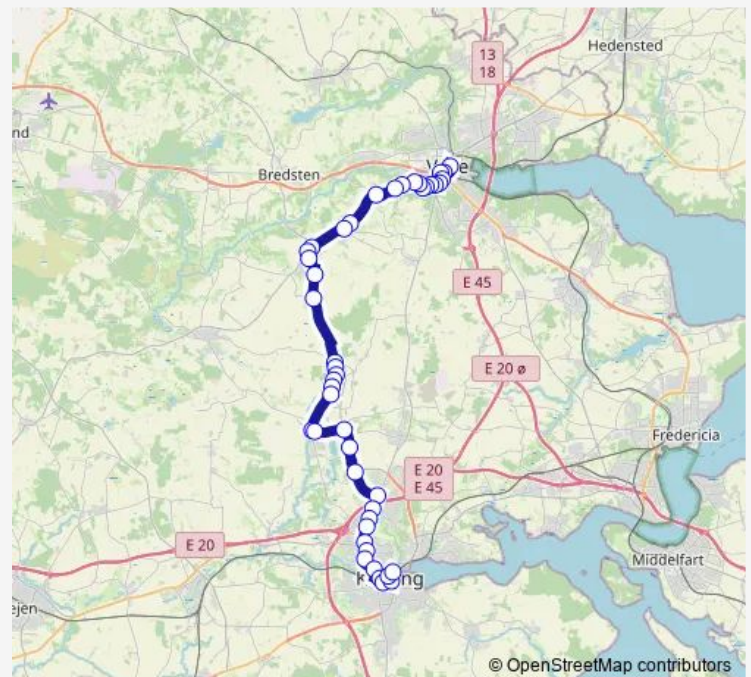 13
18
Hedensted
nd
Bredsten
E 45
E 20 ø
Fredericia
E 20
E 45
E 20
Middelfart
ejen
© OpenStreetMap contributors